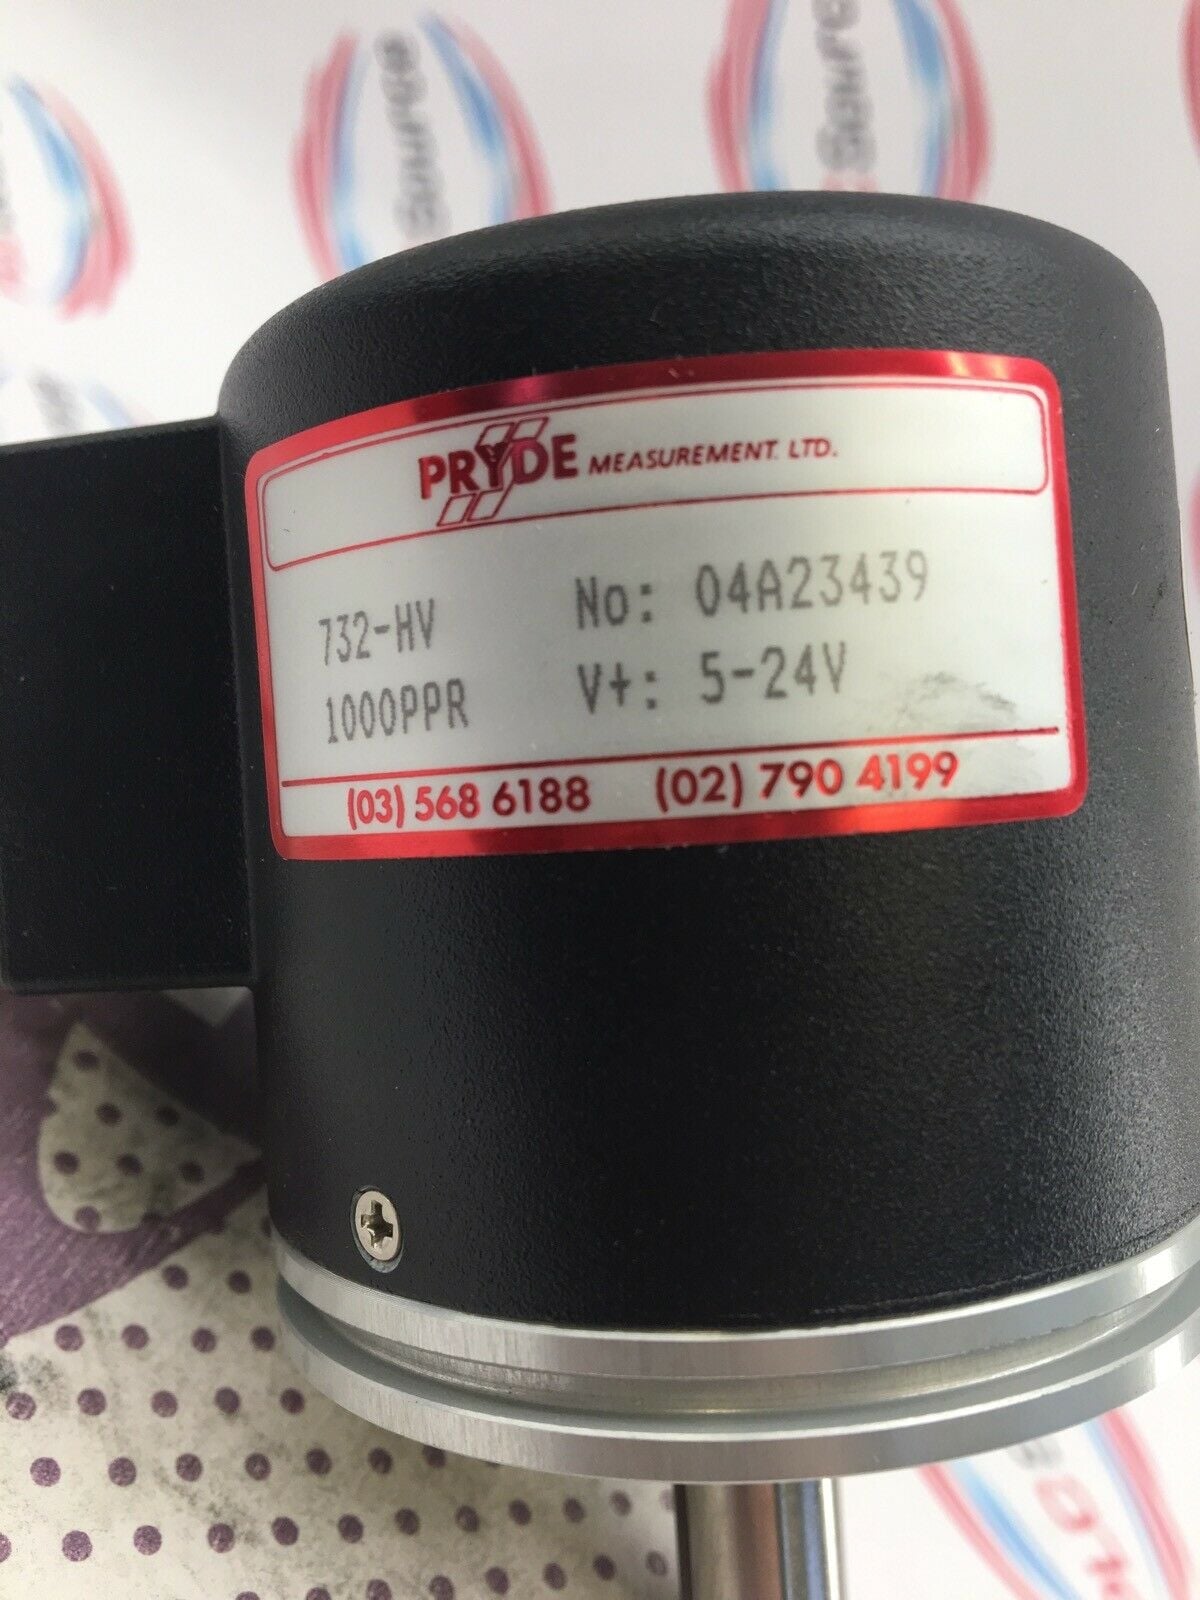 PRYDE MEASUREMENT. LTD.
732-HV No: 04A23439
1000PPR V+: 5-24V
(03) 568 6188 (02) 790 4199